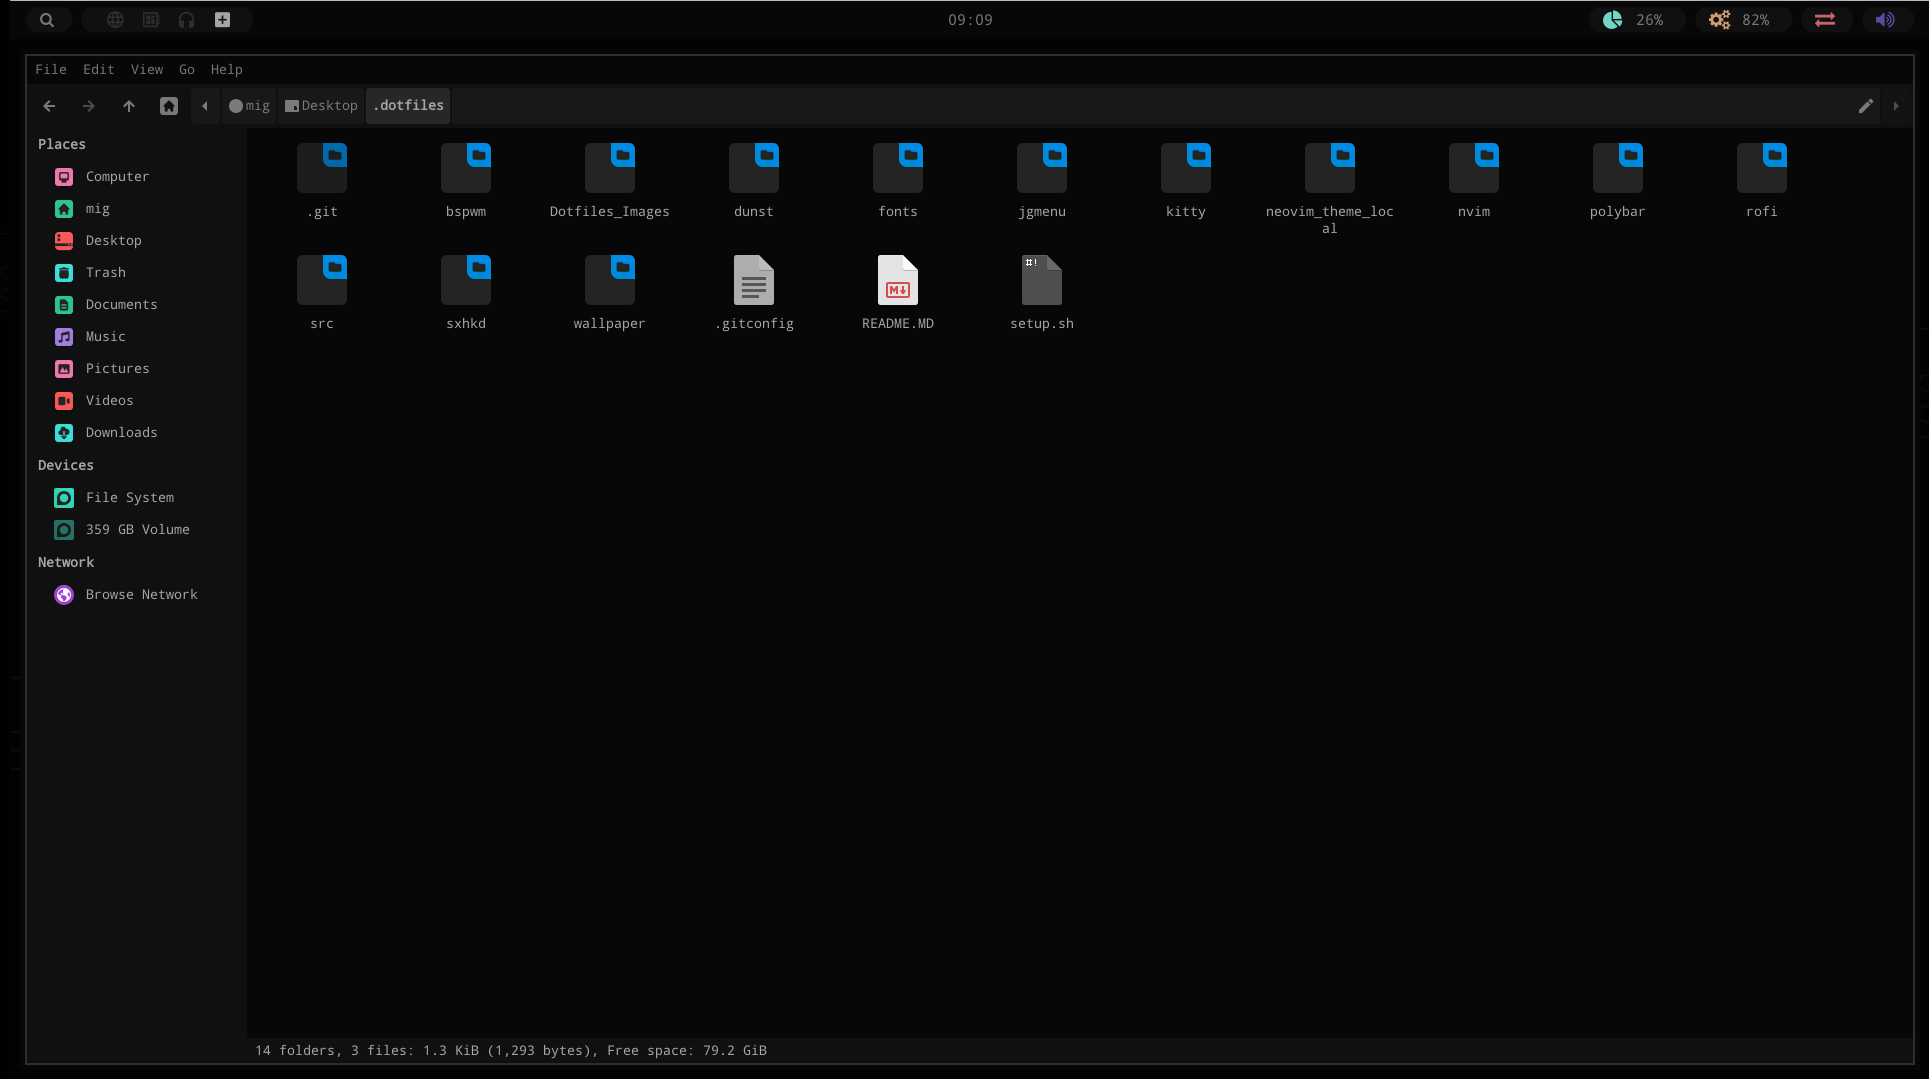 09:09
26%
82%
File Edit View Go Help
mig Desktop .dotfiles
Places
Computer
mig
Desktop
Trash
Documents
Music
Pictures
Videos
Downloads
Devices
File System
359 GB Volume
Network
Browse Network
.git bspwm Dotfiles_Images dunst fonts jgmenu kitty neovim_theme_loc nvim polybar rofi
al
#!
M
src sxhkd wallpaper .gitconfig README.MD setup.sh
14 folders, 3 files: 1.3 KiB (1,293 bytes), Free space: 79.2 GiB